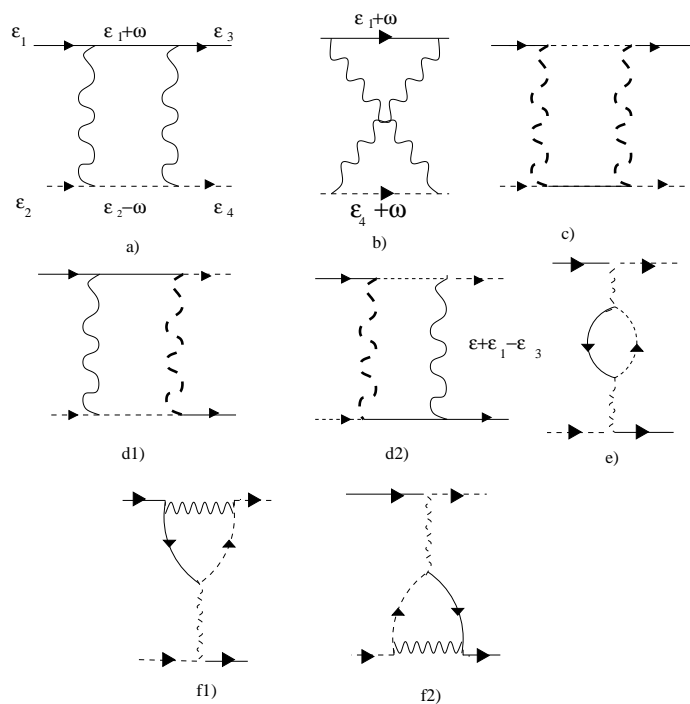 ε₁ ε₁+ω ε₃
ε₂ ε₂−ω ε₄
a)
ε₁+ω
ε₄+ω
b)
c)
d1)
ε+ε₁−ε₃
d2)
e)
f1)
f2)